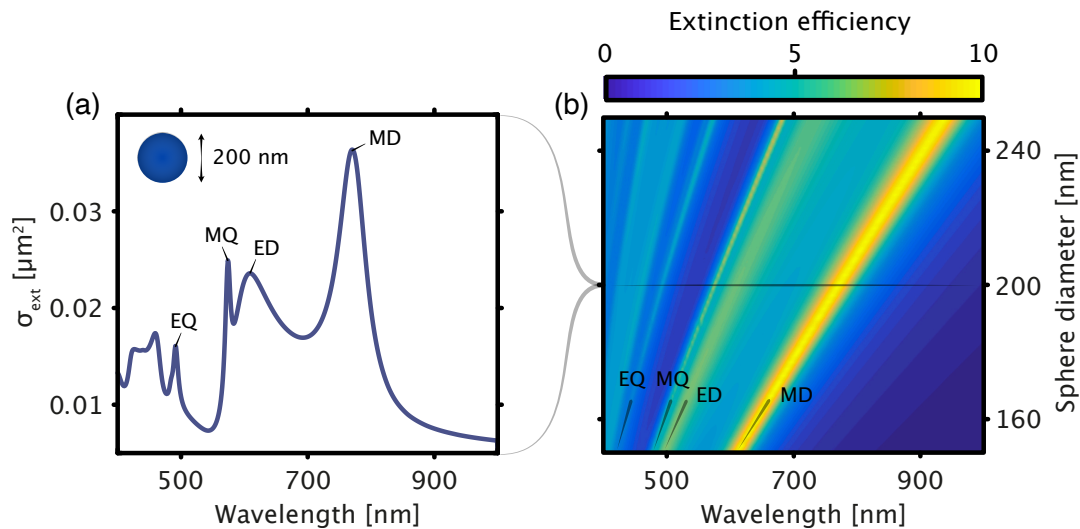 Extinction efficiency
0 5 10
(a)
200 nm
MD
MQ
ED
EQ
0.03
0.02
0.01
σext [μm²]
500 700 900
Wavelength [nm]
(b)
EQ
MQ
ED
MD
240
200
160
Sphere diameter [nm]
500 700 900
Wavelength [nm]